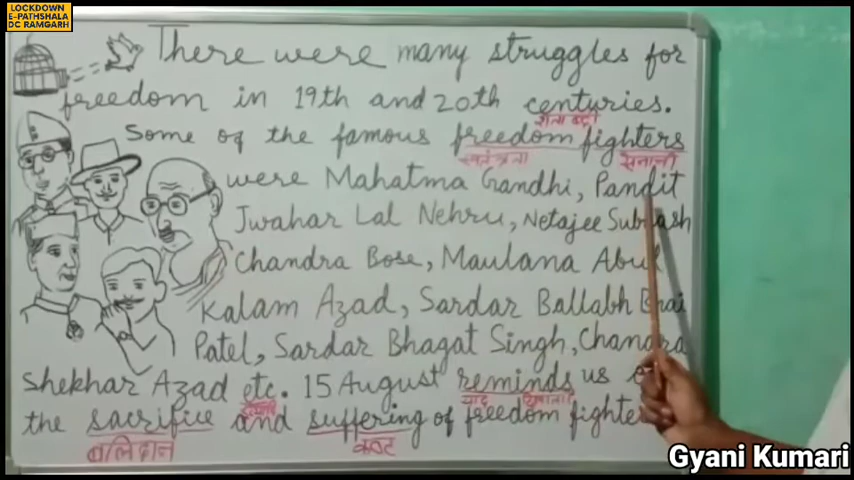 LOCKDOWN
E-PATHSHALA
DC RAMGARH
There were many struggles for
freedom in 19th and 20th centuries.
शताब्दी
Some of the famous freedom fighters
स्वतंत्रता सेनानी
were Mahatma Gandhi, Pandit
Jwahar Lal Nehru, Netajee Subhash
Chandra Bose, Maulana Abul
Kalam Azad, Sardar Ballabh Bhai
Patel, Sardar Bhagat Singh, Chandra
Shekhar Azad etc. 15 August reminds us
इत्यादि याद दिलाना
the sacrifice and suffering of freedom
बलिदान कष्ट
Gyani Kumari